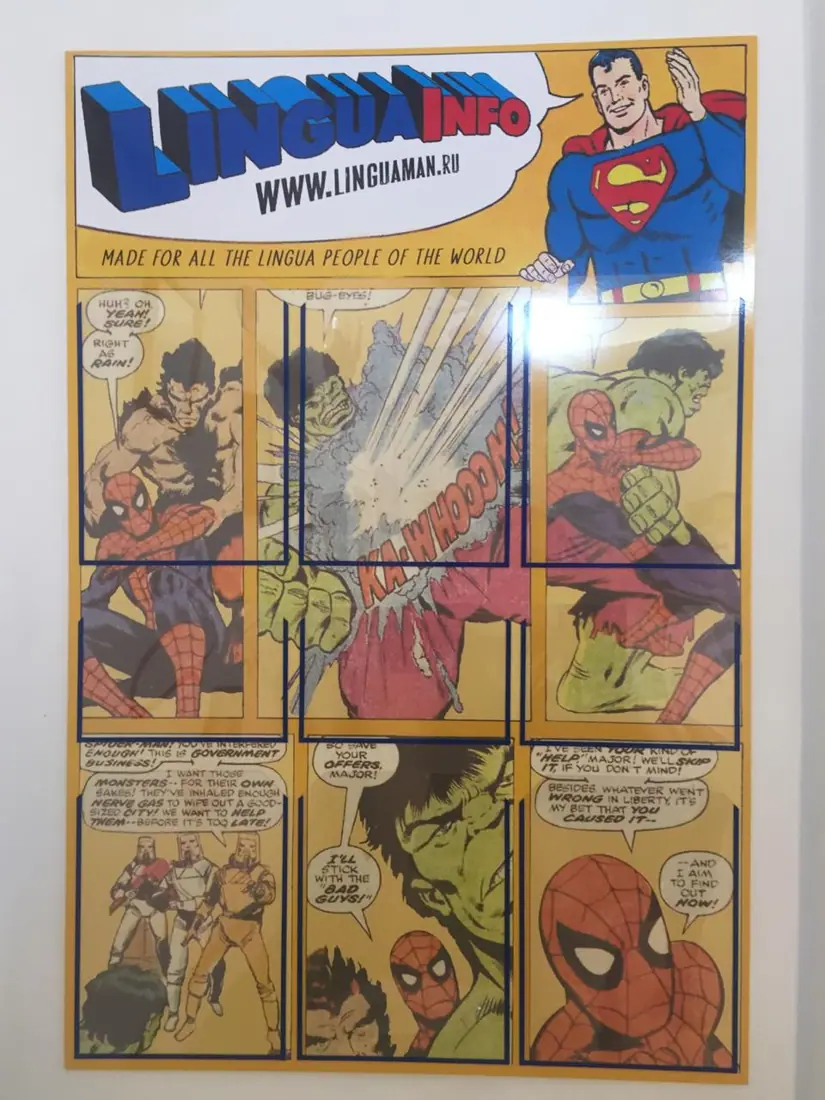 LINGUAINFO
WWW.LINGUAMAN.RU
MADE FOR ALL THE LINGUA PEOPLE OF THE WORLD
HUH? OH,
YEAH!
SURE!
RIGHT
AS
RAIN!
BUG-EYES!
KA-WHOOOM!
SPIDER-MAN! YOU'VE INTERFERED
ENOUGH! THIS IS GOVERNMENT
BUSINESS!
I WANT THOSE
MONSTERS--FOR THEIR OWN
SAKES! THEY'VE INHALED ENOUGH
NERVE GAS TO WIPE OUT A GOOD-
SIZED CITY! WE WANT TO HELP
THEM--BEFORE IT'S TOO LATE!
SO SAVE
YOUR
OFFERS,
MAJOR!
I'LL
STICK
WITH THE
"BAD
GUYS!"
I'VE SEEN YOUR KIND OF
"HELP," MAJOR! WE'LL SKIP
IT, IF YOU DON'T MIND!
BESIDES, WHATEVER WENT
WRONG IN LIBERTY, IT'S
MY BET THAT YOU
CAUSED IT--
--AND
I AIM
TO FIND
OUT
NOW!